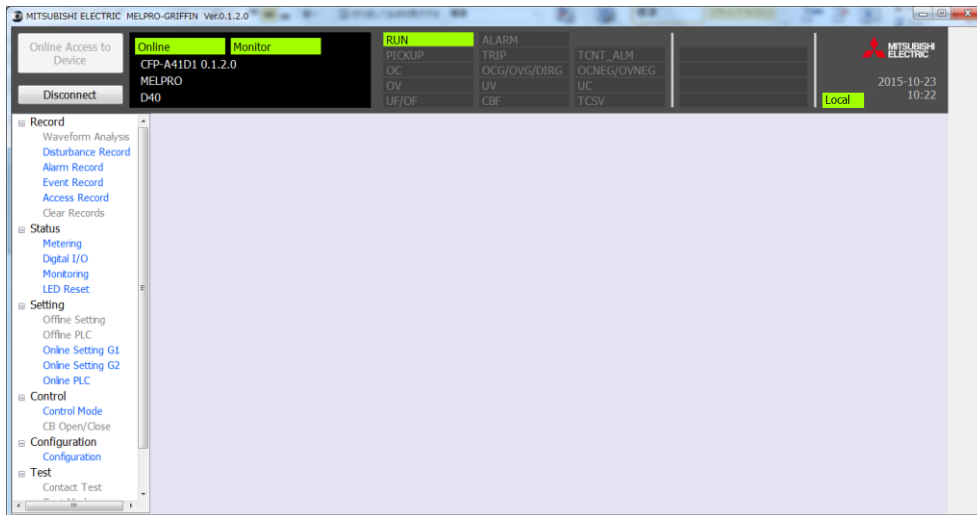 MITSUBISHI ELECTRIC MELPRO-GRIFFIN Ver.0.1.2.0
Online Access to
Device
Disconnect
Online Monitor
CFP-A41D1 0.1.2.0
MELPRO
D40
RUN ALARM
PICKUP TRIP TCNT_ALM
OC OCG/OVG/DIRG OCNEG/OVNEG
OV UV UC
UF/OF CBF TCSV
MITSUBISHI
ELECTRIC
2015-10-23
Local 10:22
Record
Waveform Analysis
Disturbance Record
Alarm Record
Event Record
Access Record
Clear Records
Status
Metering
Digital I/O
Monitoring
LED Reset
Setting
Offline Setting
Offline PLC
Online Setting G1
Online Setting G2
Online PLC
Control
Control Mode
CB Open/Close
Configuration
Configuration
Test
Contact Test